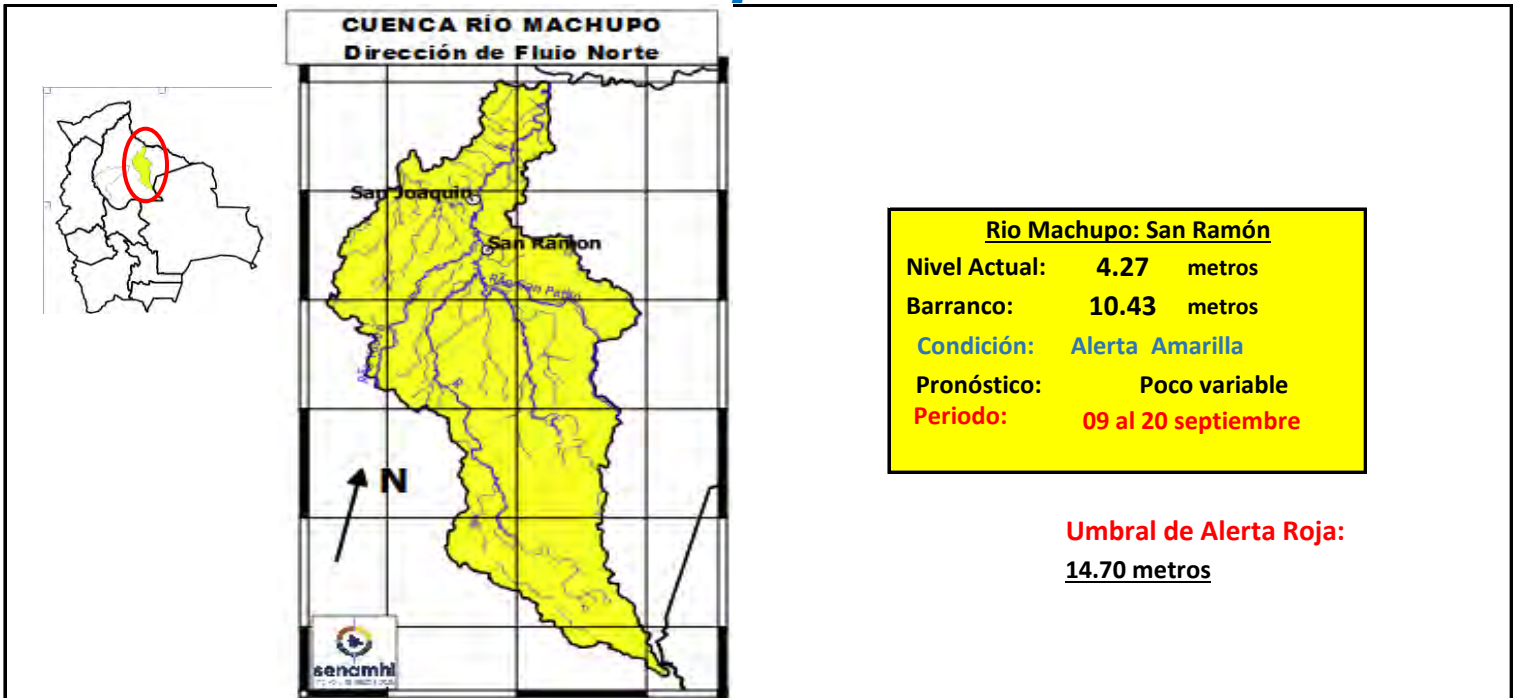 CUENCA RÍO MACHUPO
Dirección de Fluio Norte
San Joaquin
San Ramon
San Pedro
N
senamhi
Rio Machupo: San Ramón
Nivel Actual: 4.27 metros
Barranco: 10.43 metros
Condición: Alerta Amarilla
Pronóstico: Poco variable
Periodo: 09 al 20 septiembre
Umbral de Alerta Roja:
14.70 metros